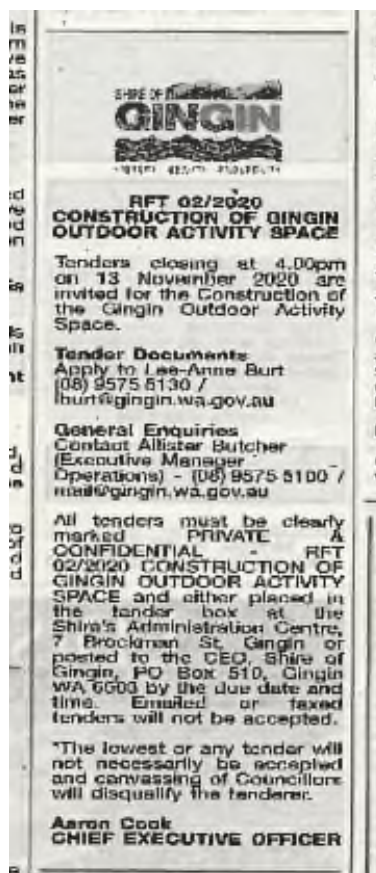 SHIRE OF
GINGIN
RFT 02/2020
CONSTRUCTION OF GINGIN
OUTDOOR ACTIVITY SPACE
Tenders closing at 4.00pm
on 13 November 2020 are
invited for the Construction of
the Gingin Outdoor Activity
Space.
Tender Documents
Apply to Lee-Anne Burt
(08) 9575 5130 /
lburt@gingin.wa.gov.au
General Enquiries
Contact Allister Butcher
(Executive Manager
Operations) - (08) 9575 5100 /
mail@gingin.wa.gov.au
All tenders must be clearly
marked PRIVATE &
CONFIDENTIAL - RFT
02/2020 CONSTRUCTION OF
GINGIN OUTDOOR ACTIVITY
SPACE and either placed in
the tender box at the
Shire's Administration Centre,
7 Brockman St, Gingin or
posted to the CEO, Shire of
Gingin, PO Box 510, Gingin
WA 6503 by the due date and
time. Emailed or faxed
tenders will not be accepted.
*The lowest or any tender will
not necessarily be accepted
and canvassing of Councillors
will disqualify the tenderer.
Aaron Cook
CHIEF EXECUTIVE OFFICER